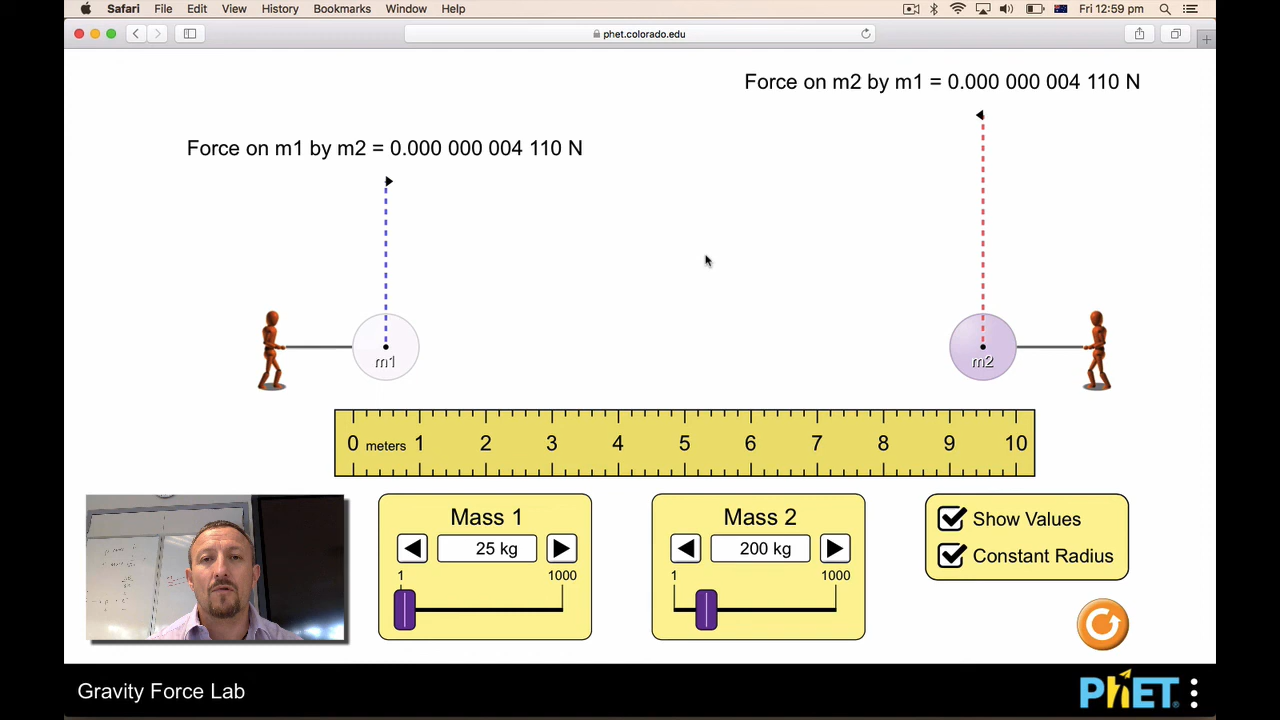 Safari File Edit View History Bookmarks Window Help Fri 12:59 pm
phet.colorado.edu
Force on m2 by m1 = 0.000 000 004 110 N
Force on m1 by m2 = 0.000 000 004 110 N
m1 m2
0 meters 1 2 3 4 5 6 7 8 9 10
Mass 1
25 kg
1 1000
Mass 2
200 kg
1 1000
Show Values
Constant Radius
Gravity Force Lab
PhET